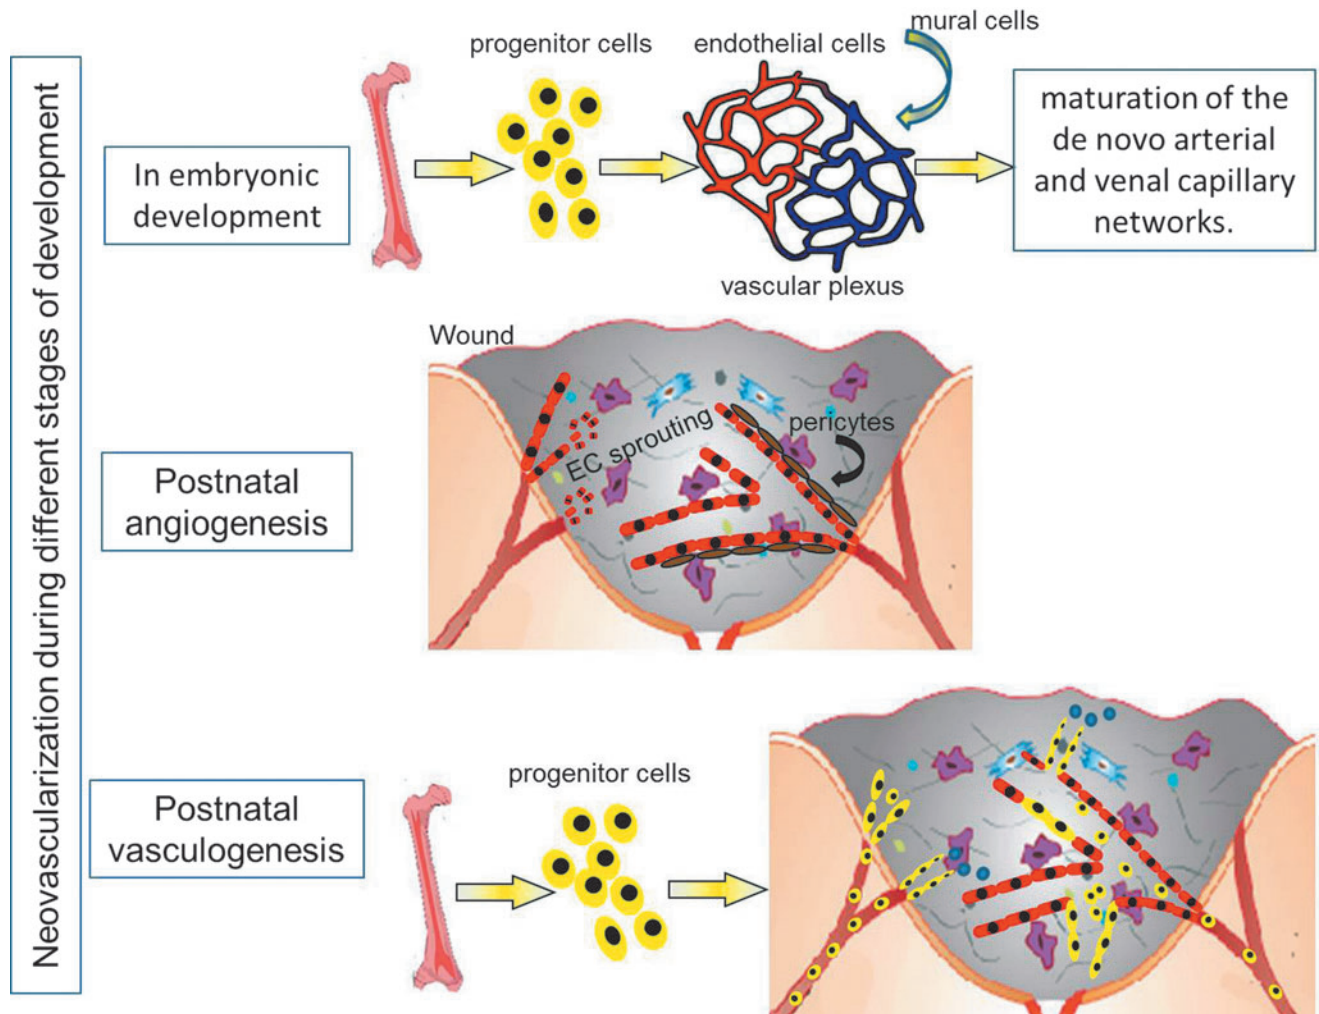 Neovascularization during different stages of development
progenitor cells
endothelial cells
mural cells
In embryonic
development
vascular plexus
maturation of the
de novo arterial
and venal capillary
networks.
Wound
EC sprouting
pericytes
Postnatal
angiogenesis
progenitor cells
Postnatal
vasculogenesis